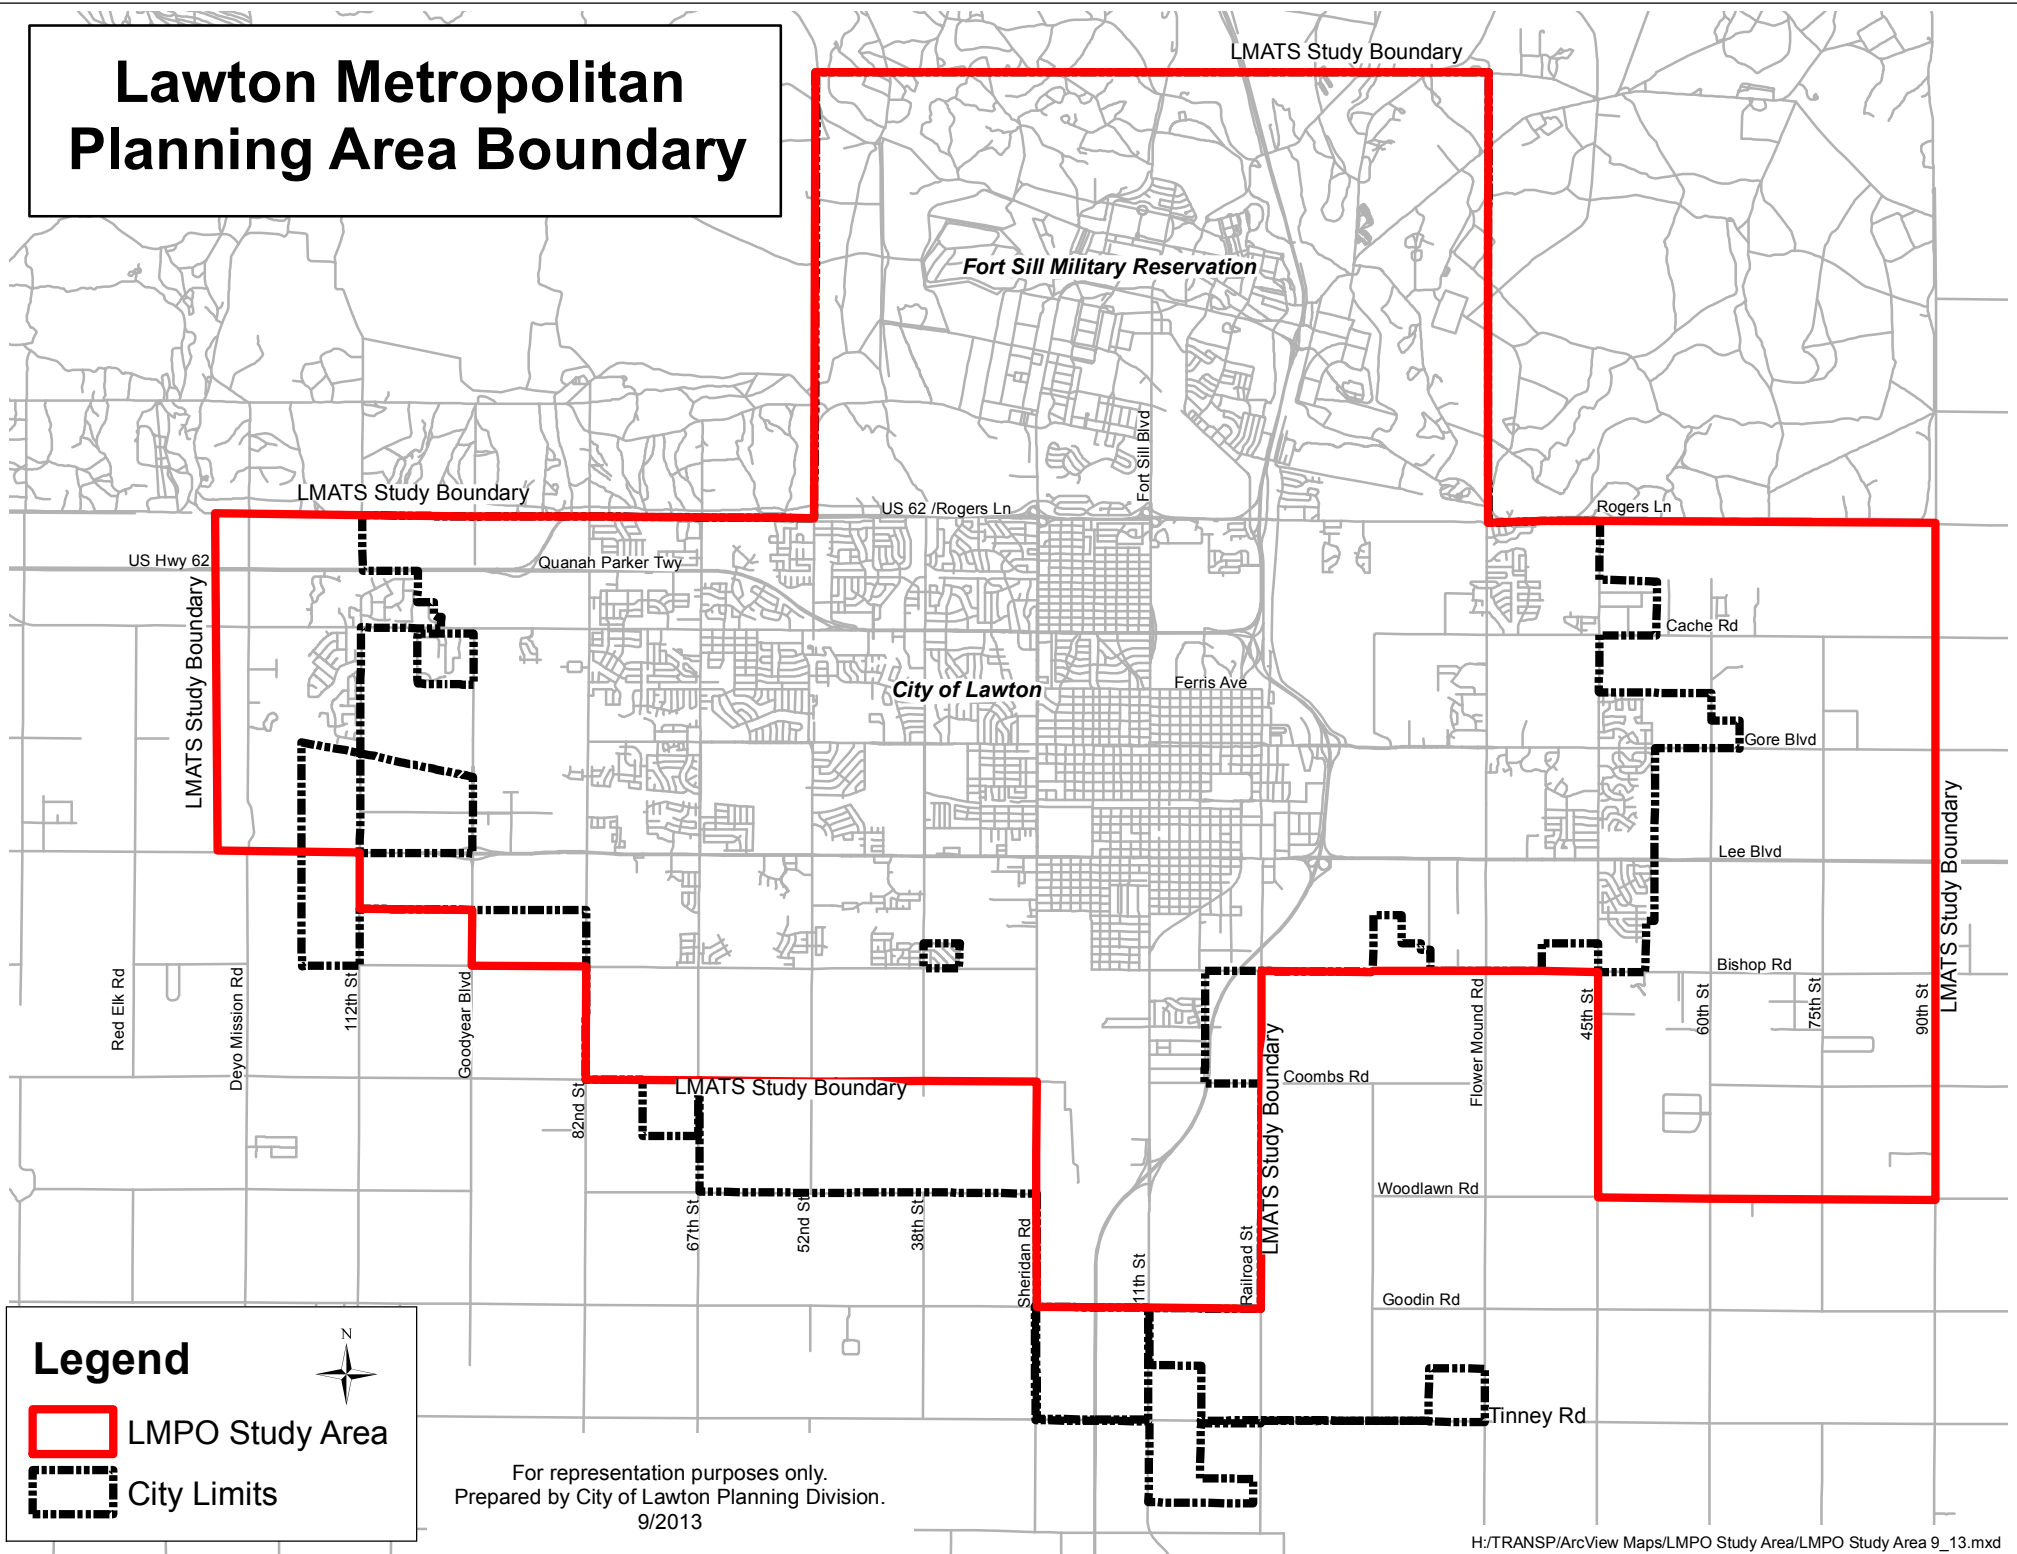 Lawton Metropolitan
Planning Area Boundary
LMATS Study Boundary
Fort Sill Military Reservation
Fort Sill Blvd
LMATS Study Boundary
US 62 /Rogers Ln
Rogers Ln
US Hwy 62
Quanah Parker Twy
LMATS Study Boundary
Cache Rd
City of Lawton
Ferris Ave
Gore Blvd
Lee Blvd
LMATS Study Boundary
Bishop Rd
Red Elk Rd
Deyo Mission Rd
112th St
Goodyear Blvd
82nd St
LMATS Study Boundary
67th St
52nd St
38th St
Sheridan Rd
11th St
Railroad St
LMATS Study Boundary
Coombs Rd
Flower Mound Rd
45th St
60th St
75th St
90th St
Woodlawn Rd
Goodin Rd
Tinney Rd
Legend
N
LMPO Study Area
City Limits
For representation purposes only.
Prepared by City of Lawton Planning Division.
9/2013
H:/TRANSP/ArcView Maps/LMPO Study Area/LMPO Study Area 9_13.mxd